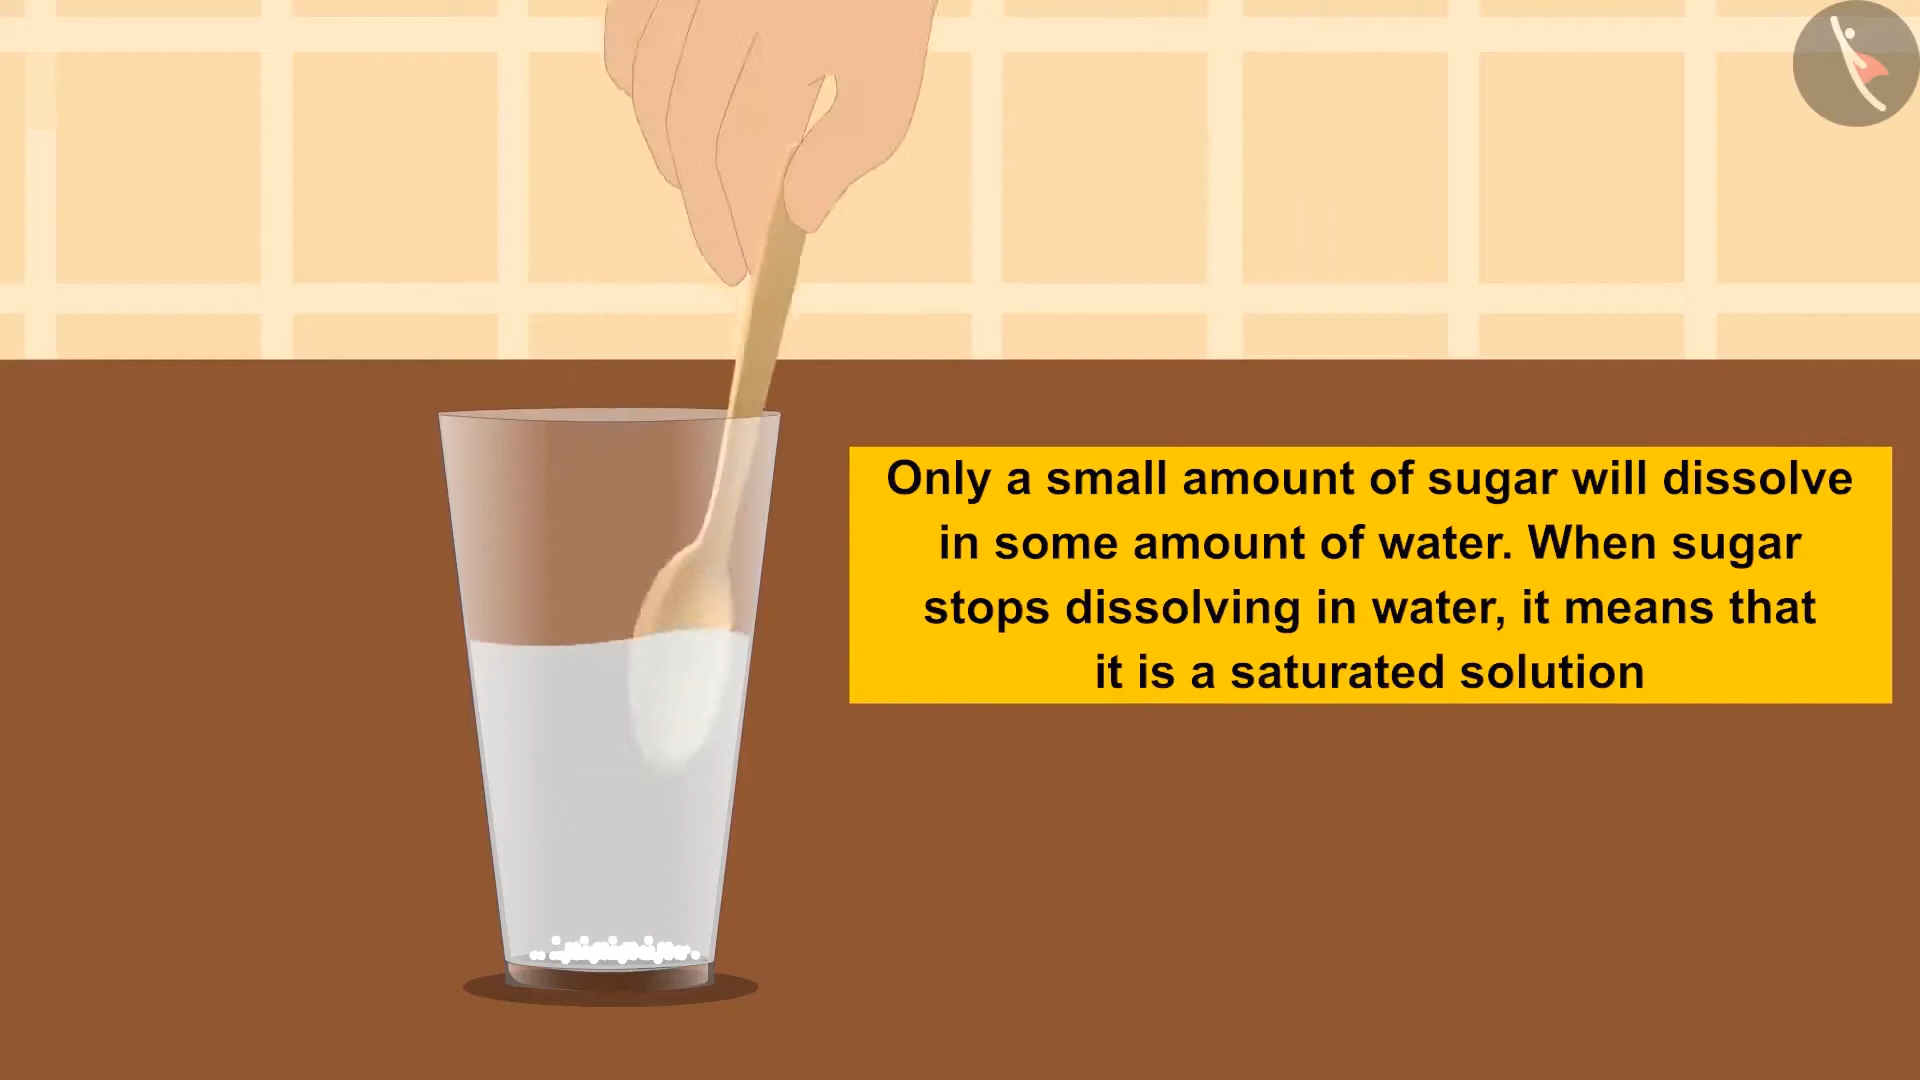 Only a small amount of sugar will dissolve
in some amount of water. When sugar
stops dissolving in water, it means that
it is a saturated solution